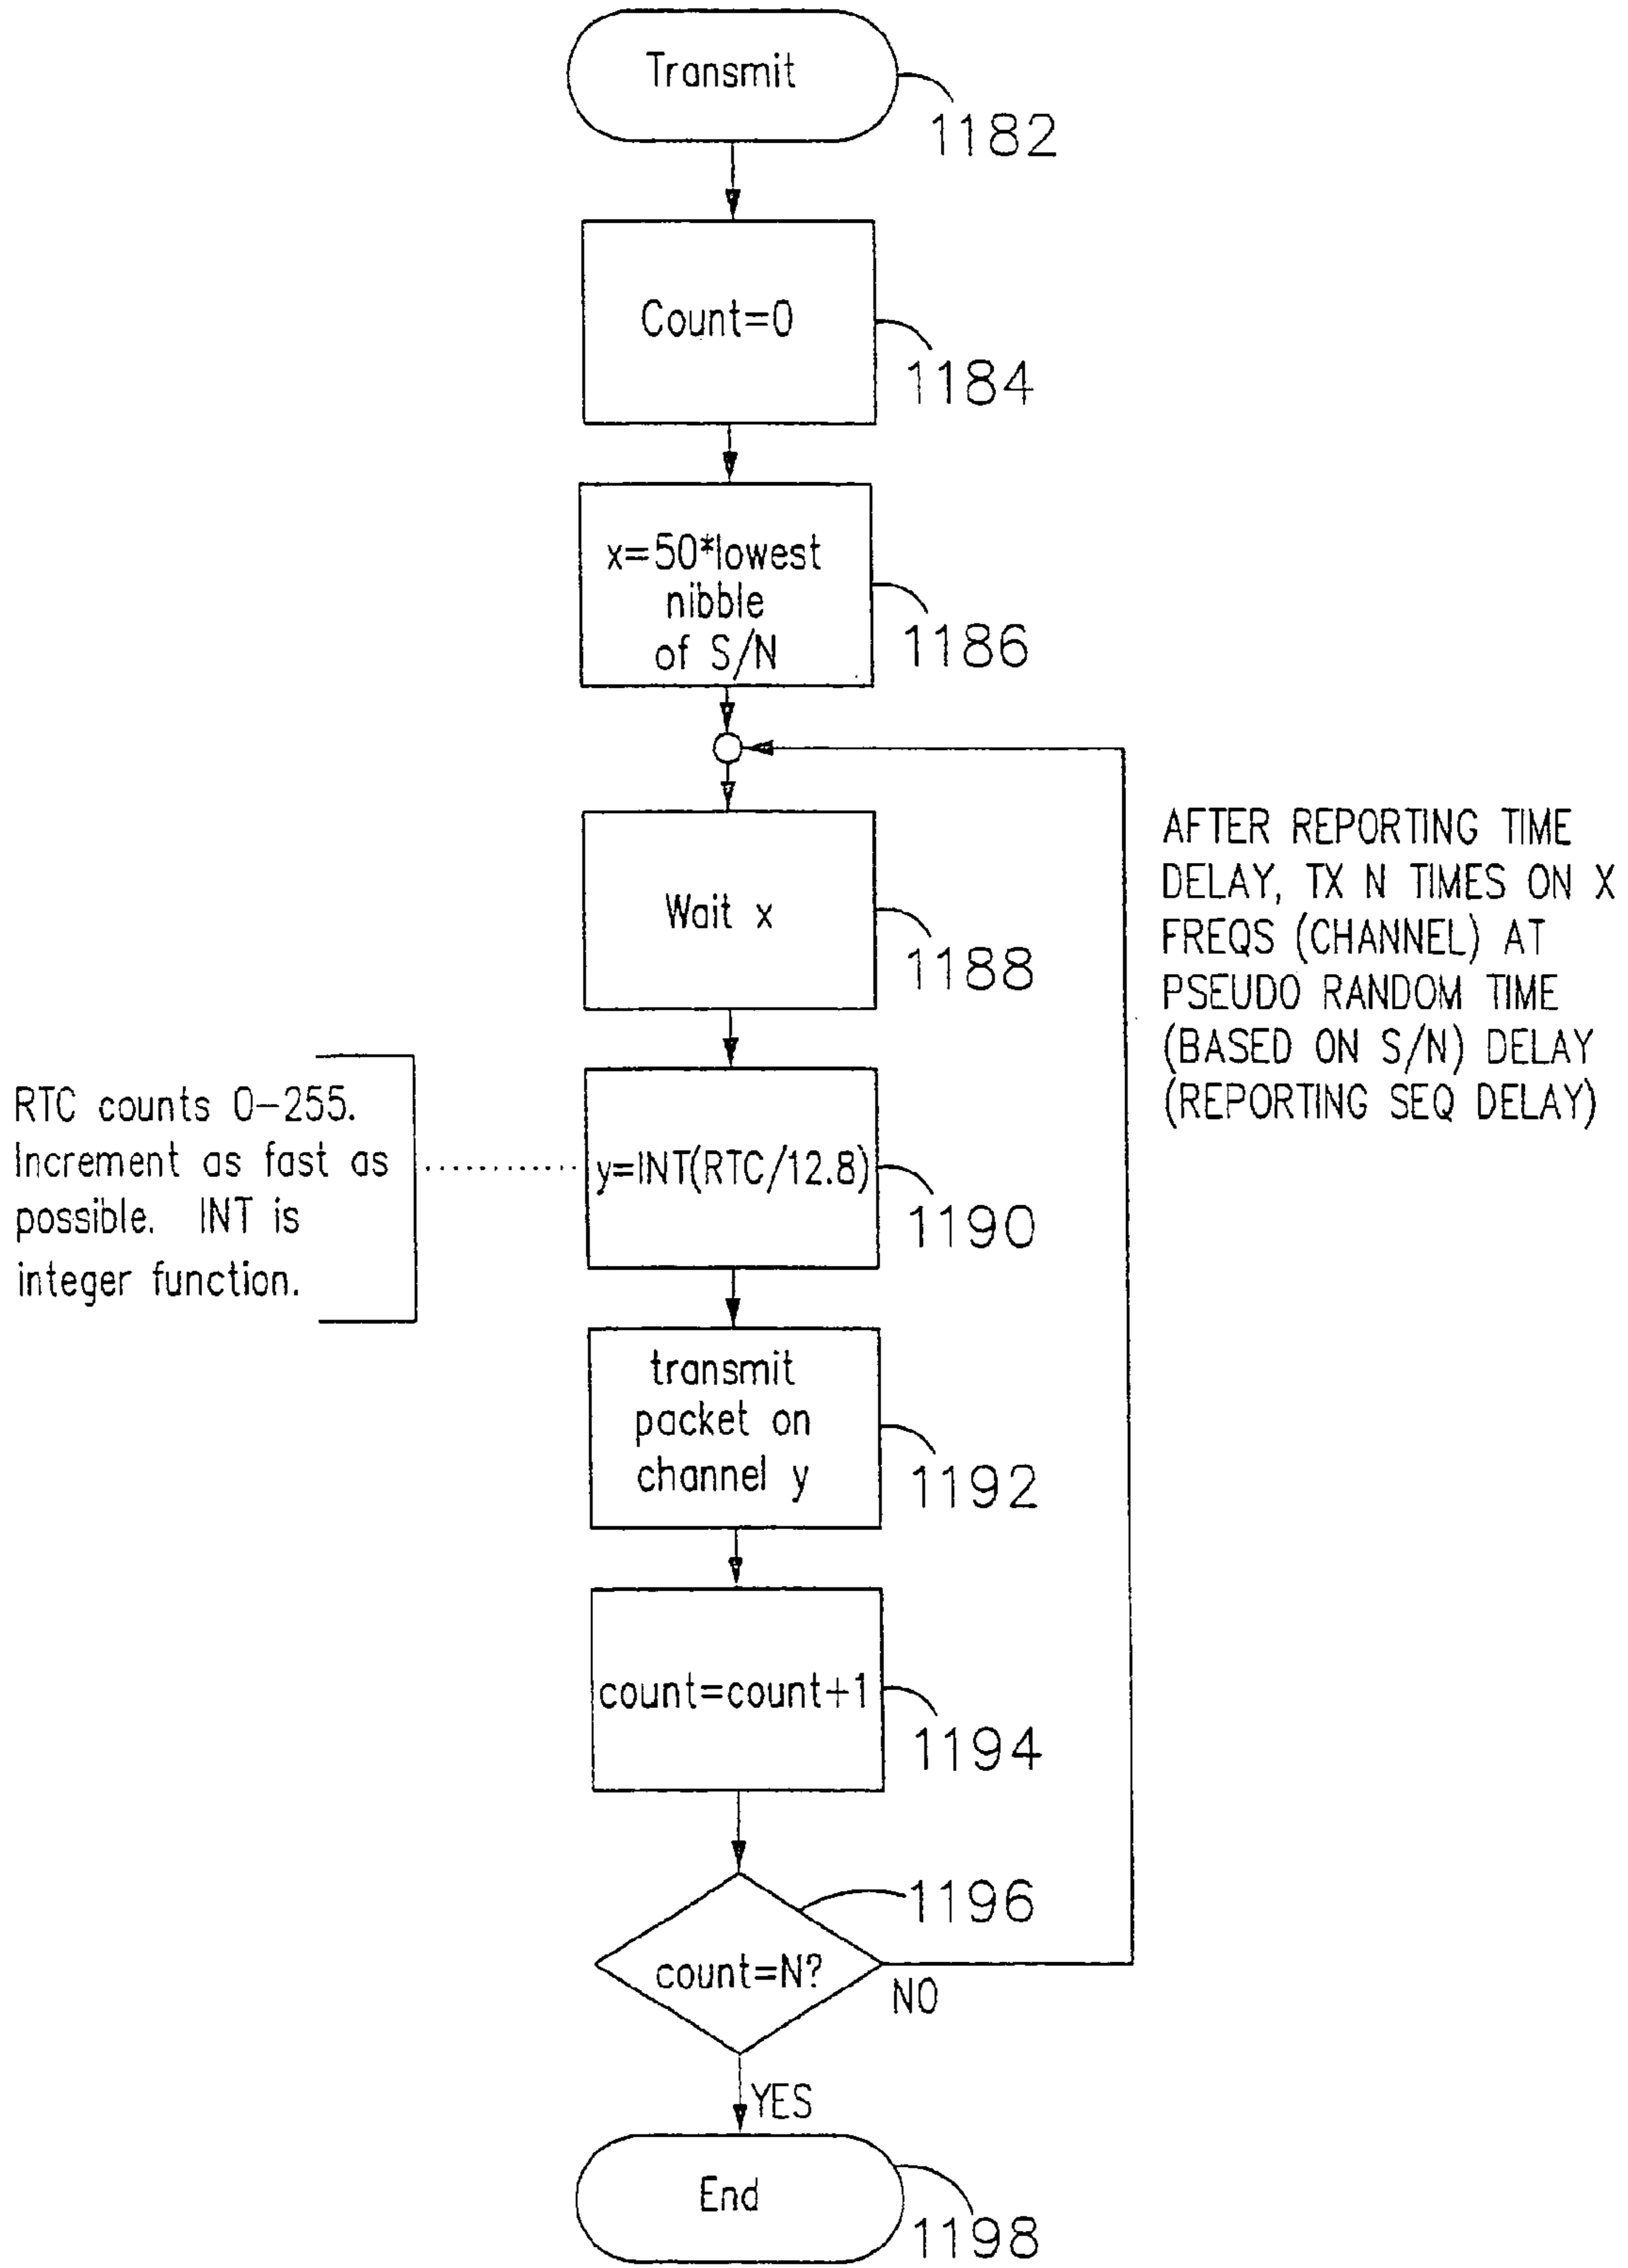 Transmit
1182
Count=0
1184
x=50*lowest
nibble
of S/N
1186
Wait x
1188
AFTER REPORTING TIME
DELAY, TX N TIMES ON X
FREQS (CHANNEL) AT
PSEUDO RANDOM TIME
(BASED ON S/N) DELAY
(REPORTING SEQ DELAY)
RTC counts 0-255.
Increment as fast as
possible. INT is
integer function.
y=INT(RTC/12.8)
1190
transmit
packet on
channel y
1192
count=count+1
1194
1196
count=N?
NO
YES
End
1198